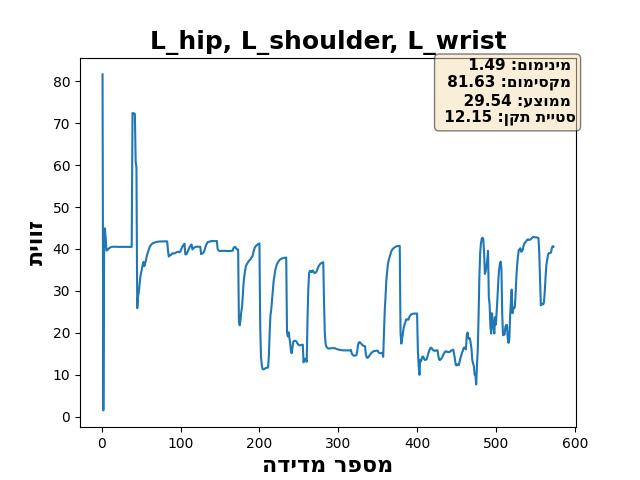 L_hip, L_shoulder, L_wrist
מינימום: 1.49
מקסימום: 81.63
ממוצע: 29.54
סטיית תקן: 12.15
זווית
80
70
60
50
40
30
20
10
0
0 100 200 300 400 500 600
מספר מדידה